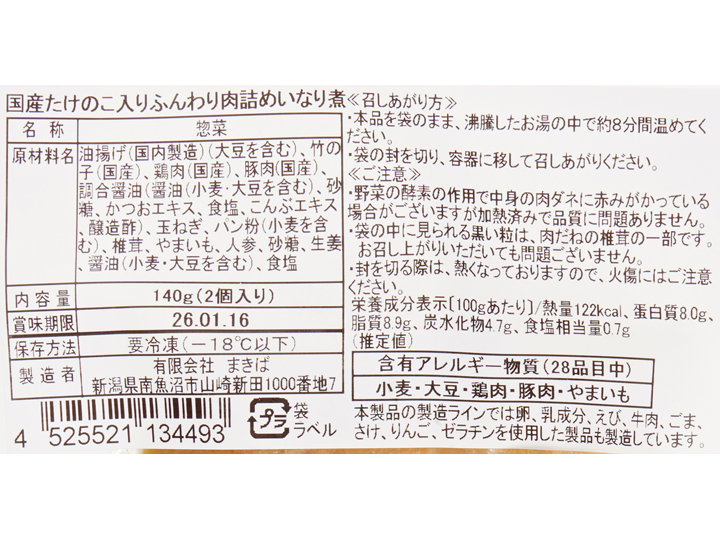 国産たけのこ入りふんわり肉詰めいなり煮
名称 惣菜
原材料名 油揚げ(国内製造)(大豆を含む)、竹の
子(国産)、鶏肉(国産)、豚肉(国産)、
調合醤油(醤油(小麦・大豆を含む)、砂
糖、かつおエキス、食塩、こんぶエキス
、醸造酢)、玉ねぎ、パン粉(小麦を含
む)、椎茸、やまいも、人参、砂糖、生姜
、醤油(小麦・大豆を含む)、食塩
内容量 140g(2個入り)
賞味期限 26.01.16
保存方法 要冷凍(－18℃以下)
製造者 有限会社 まきば
新潟県南魚沼市山崎新田1000番地7
4 525521 134493
プラ
袋
ラベル
≪召しあがり方≫
・本品を袋のまま、沸騰したお湯の中で約8分間温めてく
ださい。
・袋の封を切り、容器に移して召しあがりください。
≪ご注意≫
・野菜の酵素の作用で中身の肉ダネに赤みがかっている
場合がございますが加熱済みで品質に問題ありません。
・袋の中に見られる黒い粒は、肉だねの椎茸の一部です。
お召し上がりいただいても問題ございません。
・封を切る際は、熱くなっておりますので、火傷にはご注意
ください。
栄養成分表示[100gあたり]/熱量122kcal、蛋白質8.0g、
脂質8.9g、炭水化物4.7g、食塩相当量0.7g
(推定値)
含有アレルギー物質(28品目中)
小麦・大豆・鶏肉・豚肉・やまいも
本製品の製造ラインでは卵、乳成分、えび、牛肉、ごま、
さけ、りんご、ゼラチンを使用した製品も製造しています。